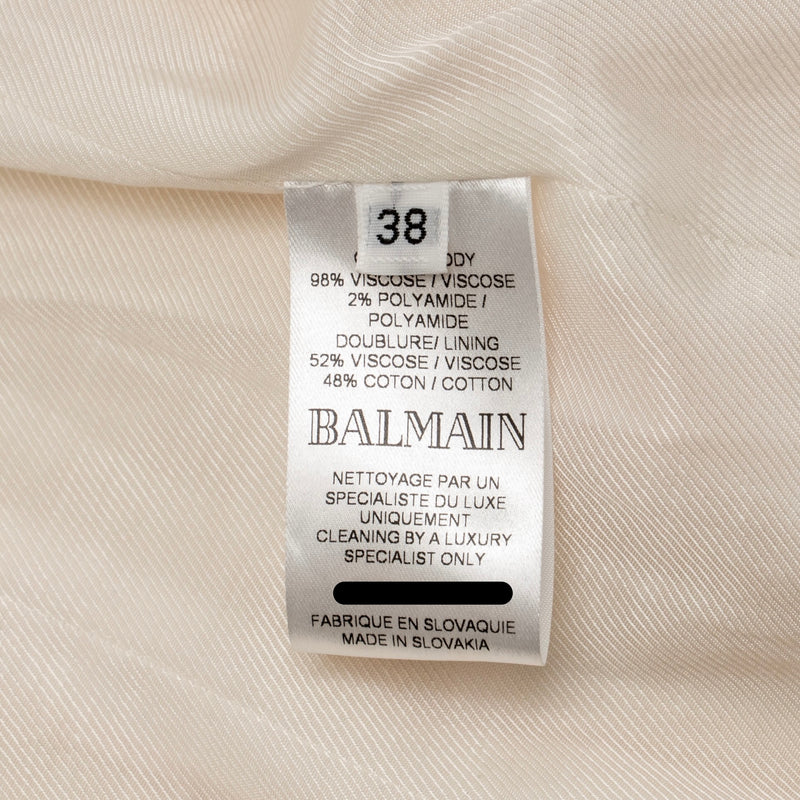 38
98% VISCOSE / VISCOSE
2% POLYAMIDE /
POLYAMIDE
DOUBLURE/ LINING
52% VISCOSE / VISCOSE
48% COTON / COTTON
BALMAIN
NETTOYAGE PAR UN
SPECIALISTE DU LUXE
UNIQUEMENT
CLEANING BY A LUXURY
SPECIALIST ONLY
FABRIQUE EN SLOVAQUIE
MADE IN SLOVAKIA